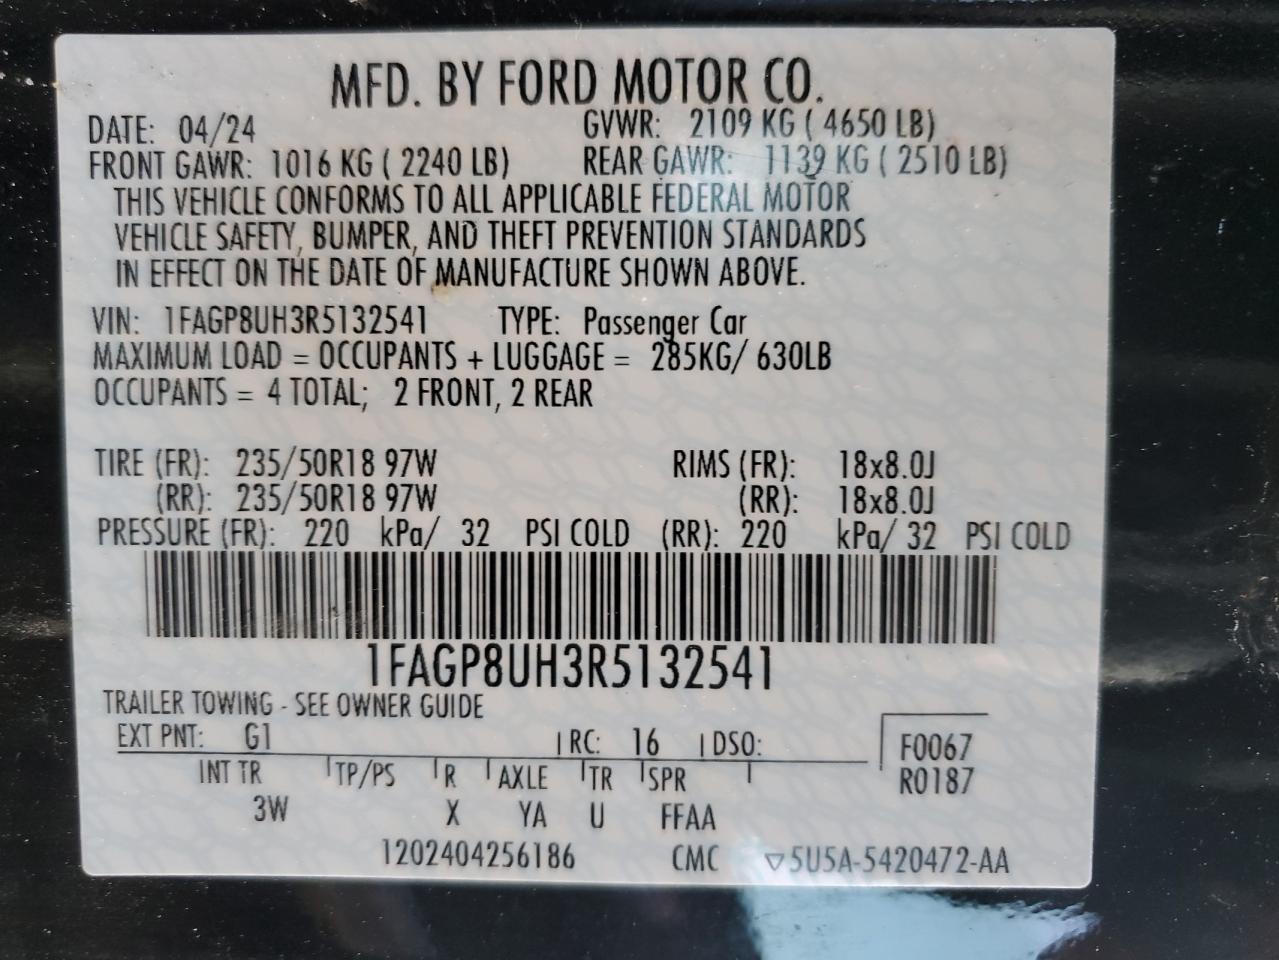 MFD. BY FORD MOTOR CO.
DATE: 04/24 GVWR: 2109 KG ( 4650 LB)
FRONT GAWR: 1016 KG ( 2240 LB) REAR GAWR: 1139 KG ( 2510 LB)
THIS VEHICLE CONFORMS TO ALL APPLICABLE FEDERAL MOTOR
VEHICLE SAFETY, BUMPER, AND THEFT PREVENTION STANDARDS
IN EFFECT ON THE DATE OF MANUFACTURE SHOWN ABOVE.
VIN: 1FAGP8UH3R5132541 TYPE: Passenger Car
MAXIMUM LOAD = OCCUPANTS + LUGGAGE = 285KG/ 630LB
OCCUPANTS = 4 TOTAL; 2 FRONT, 2 REAR
TIRE (FR): 235/50R18 97W RIMS (FR): 18x8.0J
(RR): 235/50R18 97W (RR): 18x8.0J
PRESSURE (FR): 220 kPa/ 32 PSI COLD (RR): 220 kPa/ 32 PSI COLD
1FAGP8UH3R5132541
TRAILER TOWING - SEE OWNER GUIDE
EXT PNT: G1 RC: 16 DSO: F0067
INT TR TP/PS R AXLE TR SPR R0187
3W X YA U FFAA
1202404256186 CMC ▽5U5A-5420472-AA